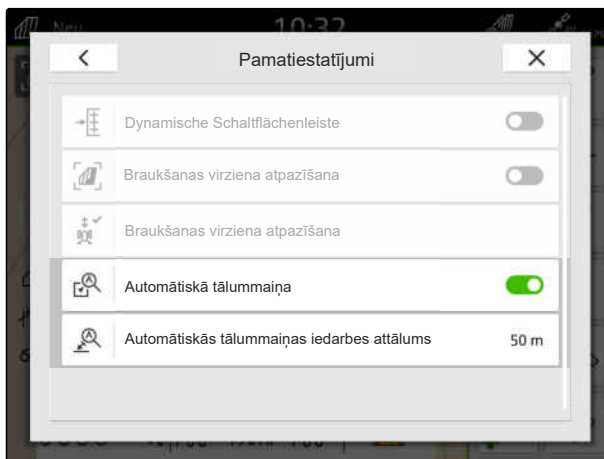 Neu 10:32
Pamatiestatījumi
Dynamische Schaltflächenleiste
Braukšanas virziena atpazīšana
Braukšanas virziena atpazīšana
Automātiskā tālummaiņa
Automātiskās tālummaiņas iedarbes attālums 50 m